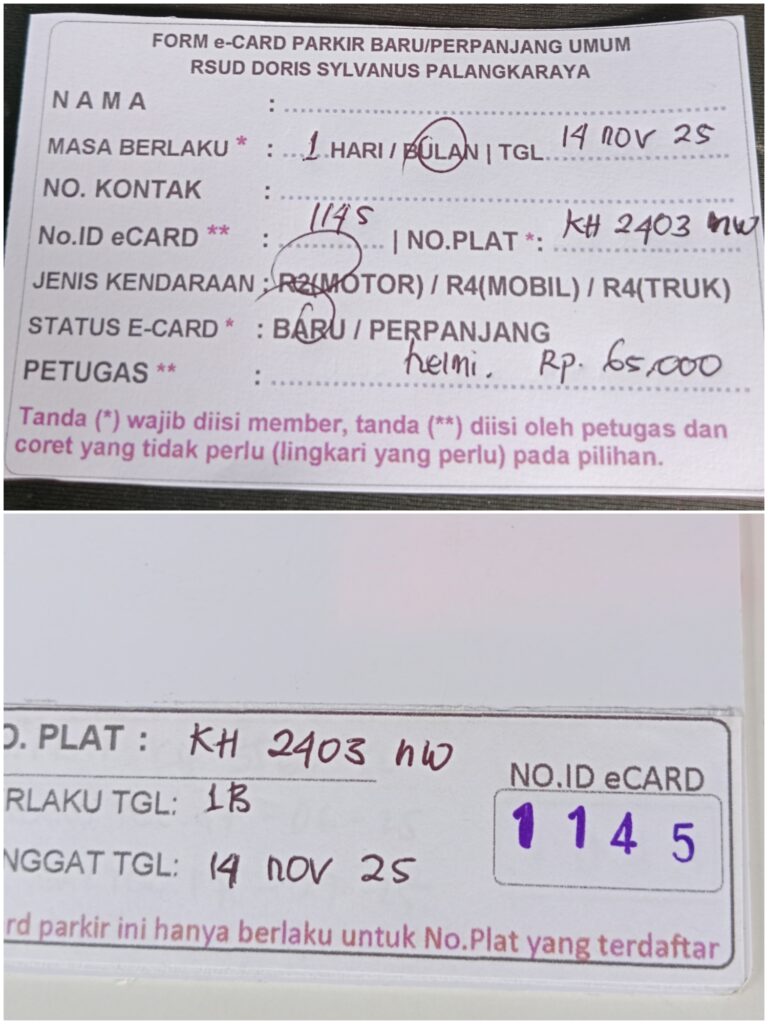 FORM e-CARD PARKIR BARU/PERPANJANG UMUM
RSUD DORIS SYLVANUS PALANGKARAYA
NAMA :
MASA BERLAKU * : 1 HARI / BULAN | TGL 14 nov 25
NO. KONTAK :
No.ID eCARD ** : 1145 | NO.PLAT *: KH 2403 nw
JENIS KENDARAAN : R2(MOTOR) / R4(MOBIL) / R4(TRUK)
STATUS E-CARD * : BARU / PERPANJANG
PETUGAS ** : helmi. Rp. 65.000
Tanda (*) wajib diisi member, tanda (**) diisi oleh petugas dan
coret yang tidak perlu (lingkari yang perlu) pada pilihan.
O. PLAT : KH 2403 nw
NO.ID eCARD
RLAKU TGL: 1B
1145
NGGAT TGL: 14 nov 25
rd parkir ini hanya berlaku untuk No.Plat yang terdaftar